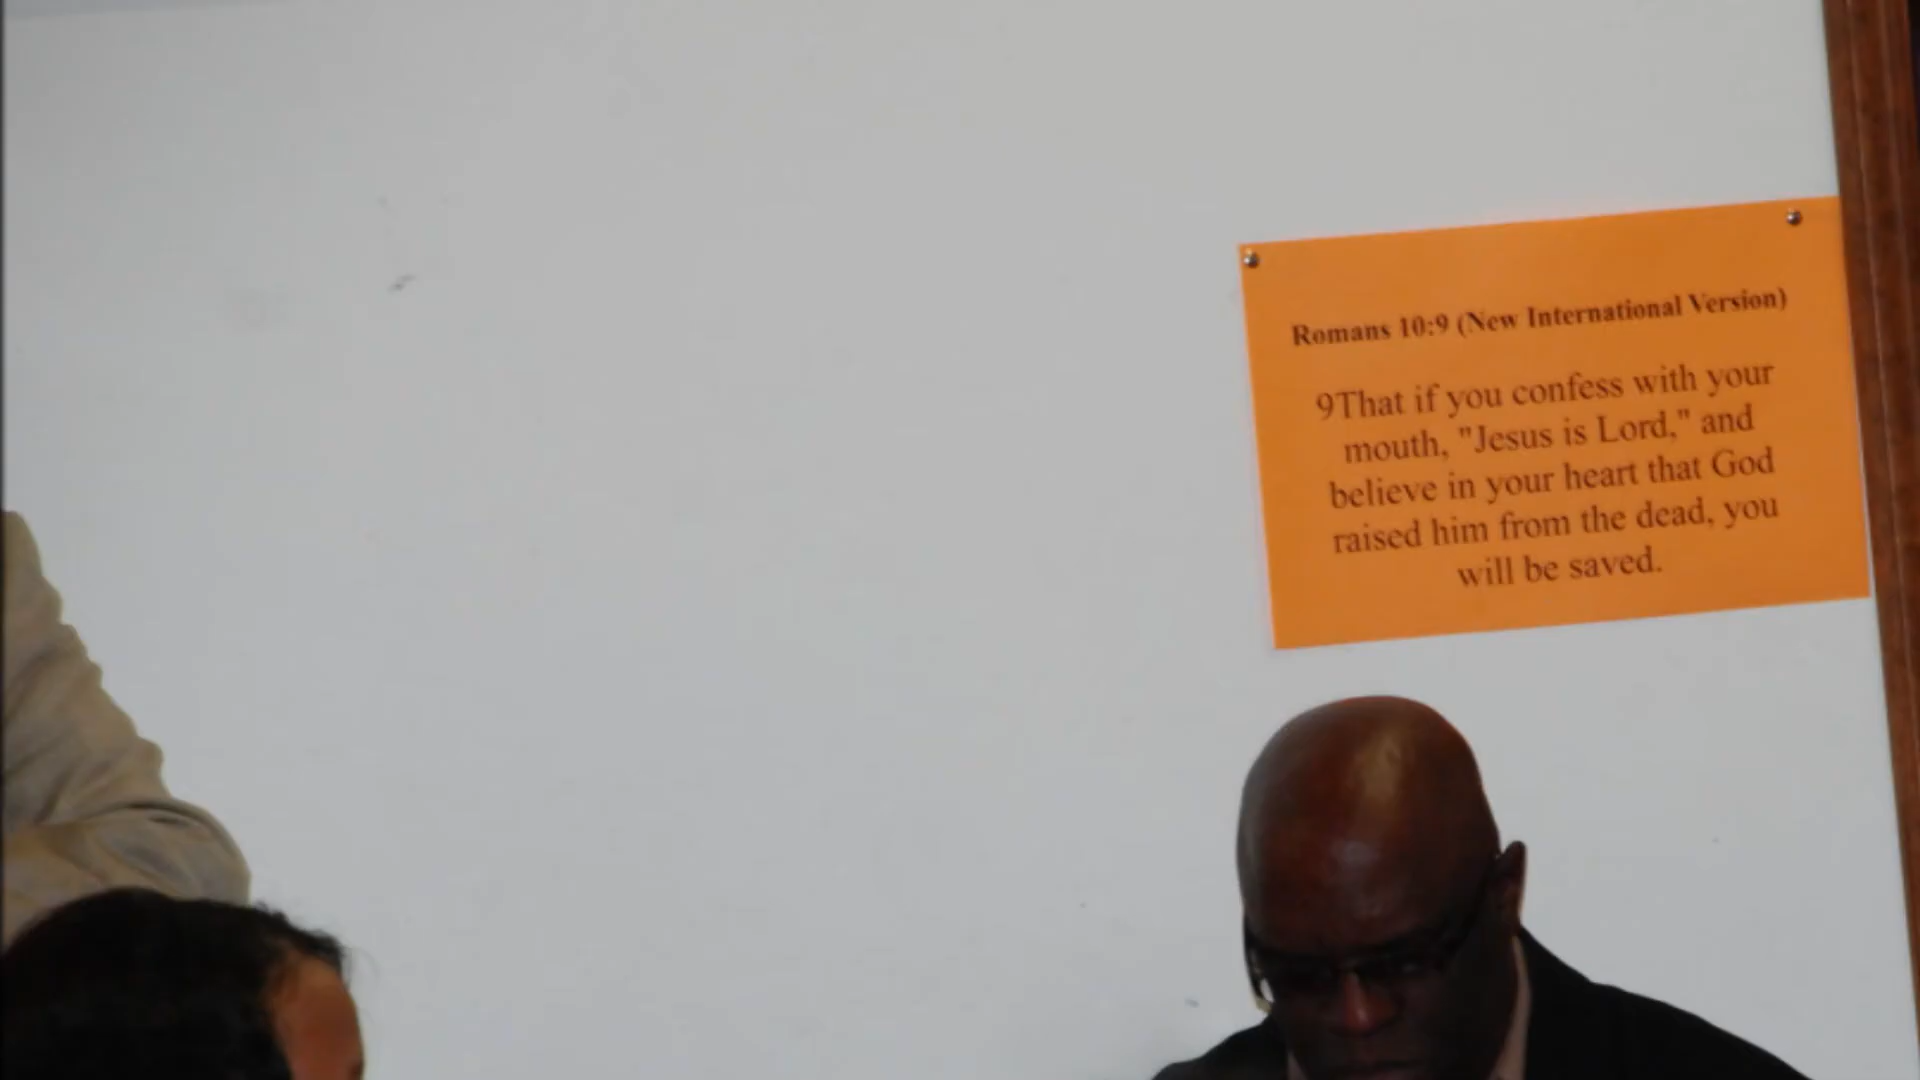 Romans 10:9 (New International Version)
9That if you confess with your
mouth, "Jesus is Lord," and
believe in your heart that God
raised him from the dead, you
will be saved.